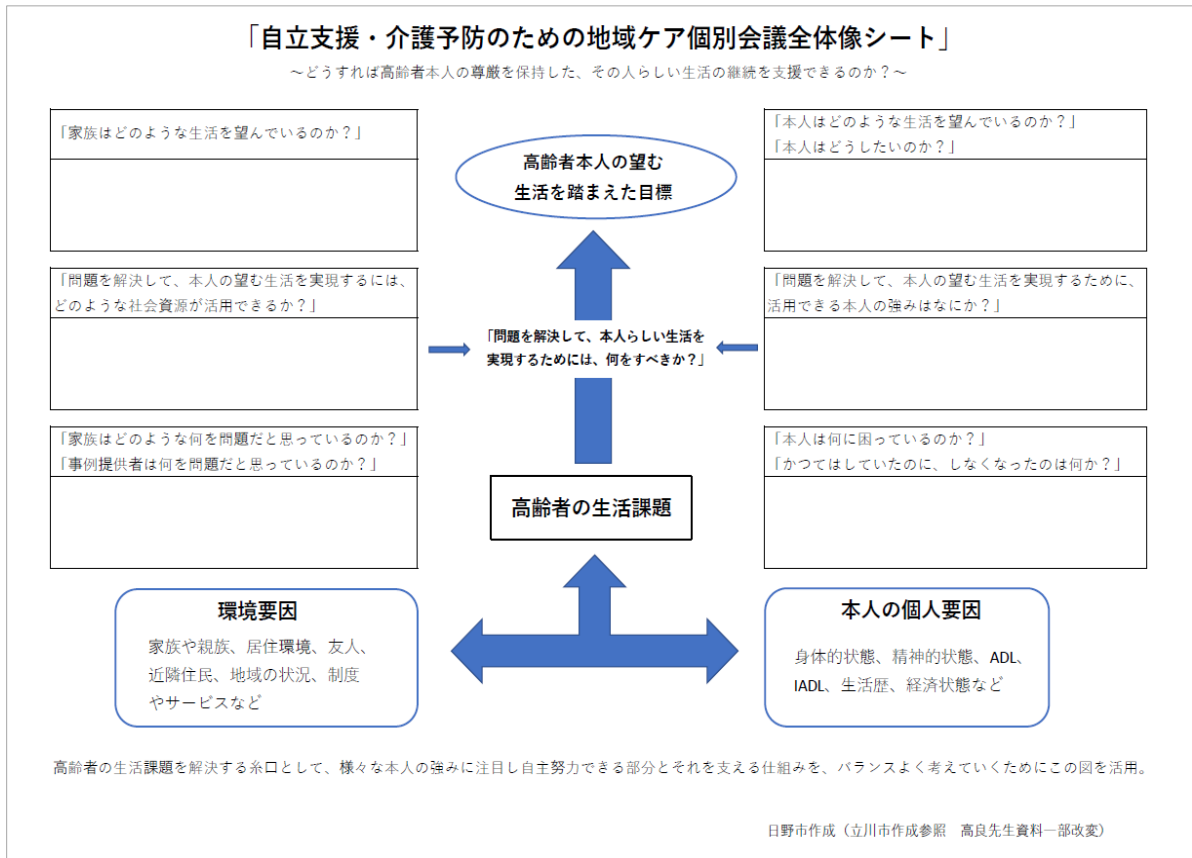 「自立支援・介護予防のための地域ケア個別会議全体像シート」
～どうすれば高齢者本人の尊厳を保持した、その人らしい生活の継続を支援できるのか？～
「家族はどのような生活を望んでいるのか？」
高齢者本人の望む
生活を踏まえた目標
「本人はどのような生活を望んでいるのか？」
「本人はどうしたいのか？」
「問題を解決して、本人の望む生活を実現するには、
どのような社会資源が活用できるか？」
「問題を解決して、本人らしい生活を
実現するためには、何をすべきか？」
「問題を解決して、本人の望む生活を実現するために、
活用できる本人の強みはなにか？」
「家族はどのような何を問題だと思っているのか？」
「事例提供者は何を問題だと思っているのか？」
高齢者の生活課題
「本人は何に困っているのか？」
「かつてはしていたのに、しなくなったのは何か？」
環境要因
家族や親族、居住環境、友人、
近隣住民、地域の状況、制度
やサービスなど
本人の個人要因
身体的状態、精神的状態、ADL、
IADL、生活歴、経済状態など
高齢者の生活課題を解決する糸口として、様々な本人の強みに注目し自主努力できる部分とそれを支える仕組みを、バランスよく考えていくためにこの図を活用。
日野市作成（立川市作成参照　高良先生資料一部改変）